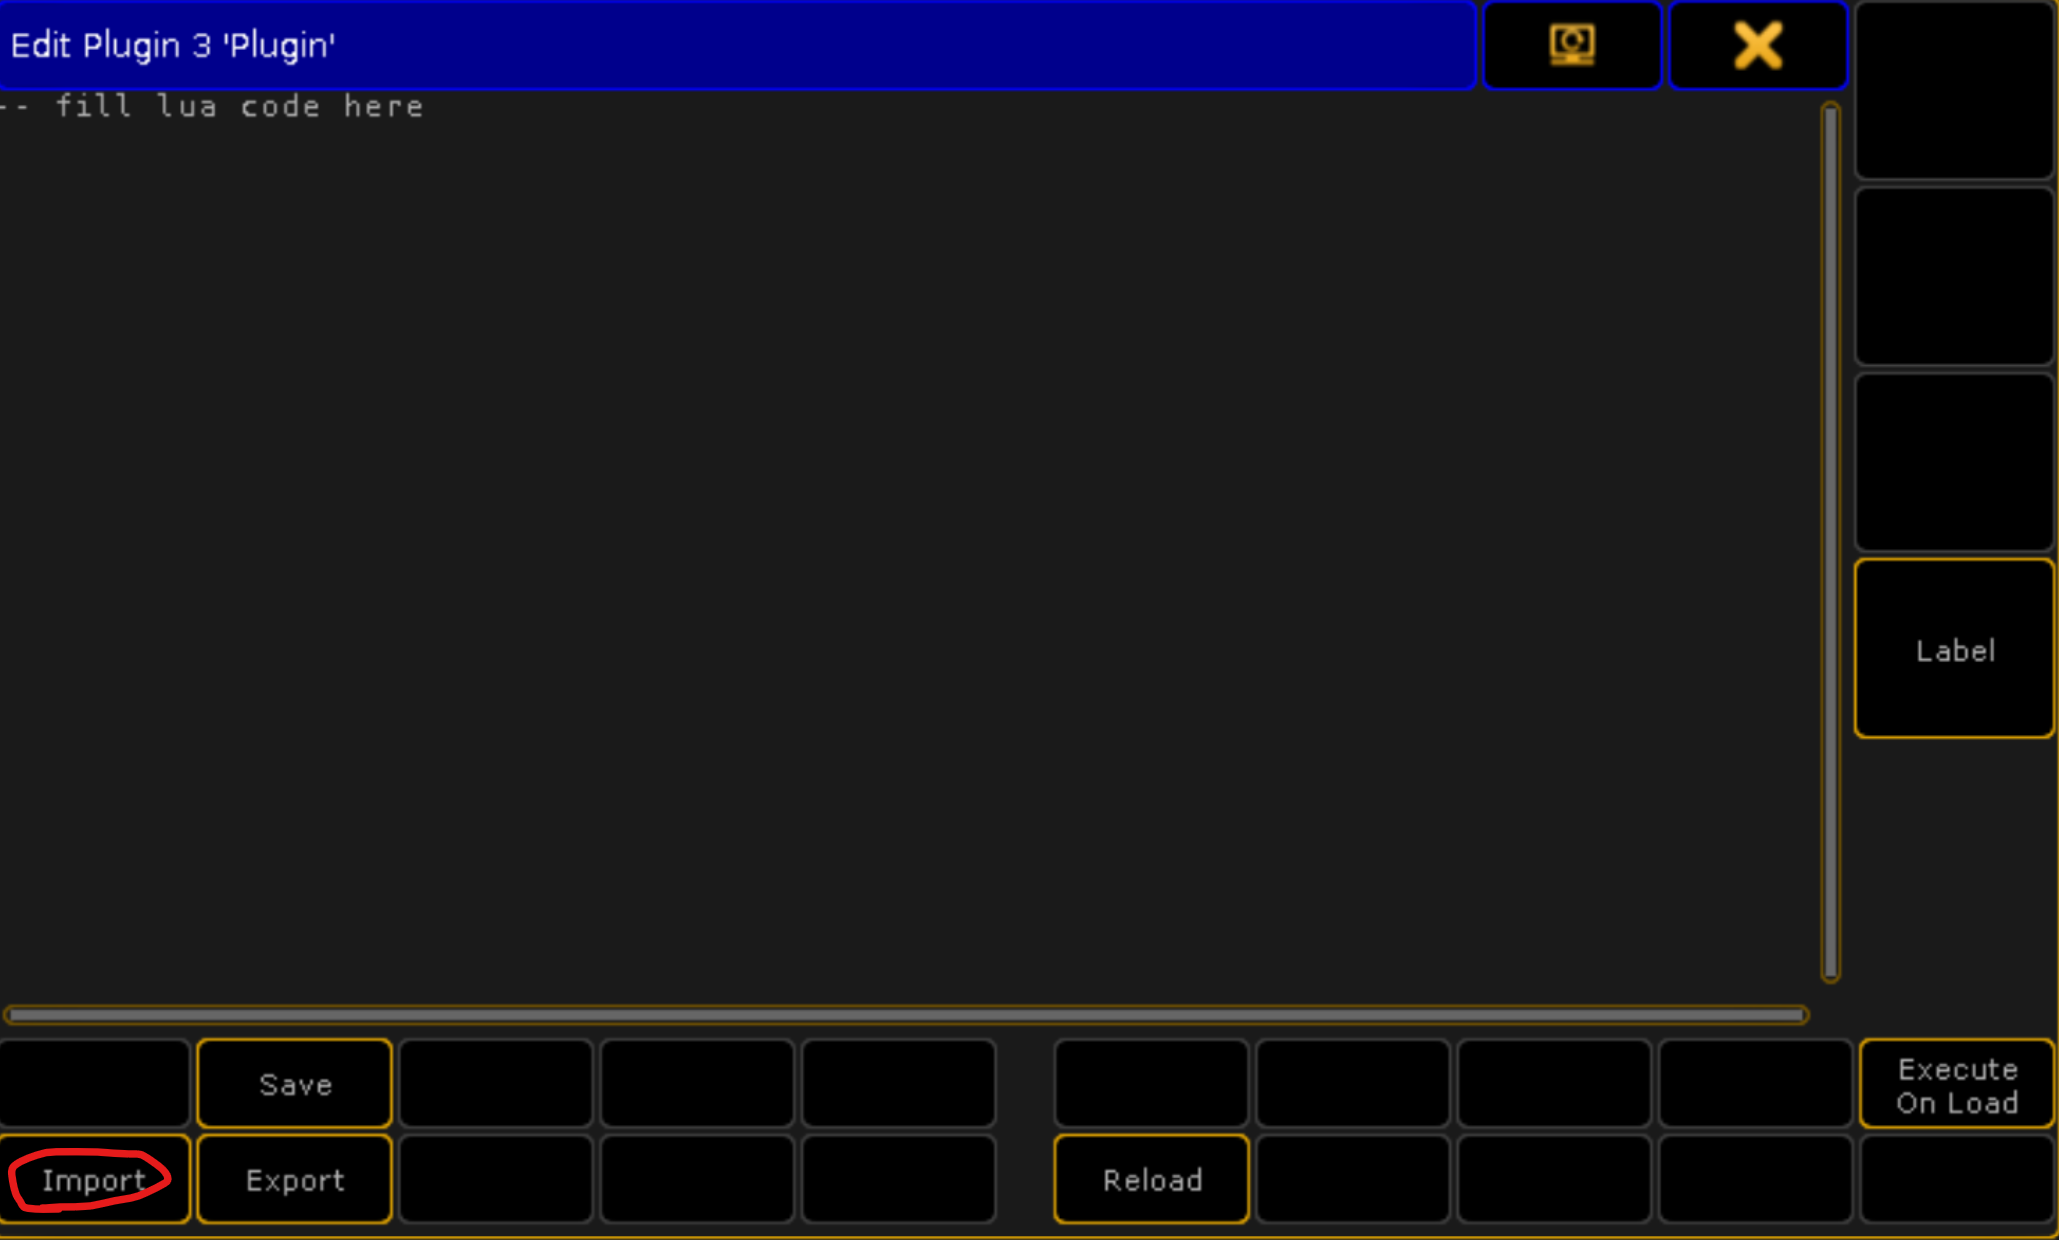 Edit Plugin 3 'Plugin'
-- fill lua code here
Label
Save
Execute
On Load
Import
Export
Reload